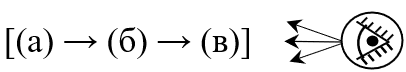 [(а) → (б) → (в)]